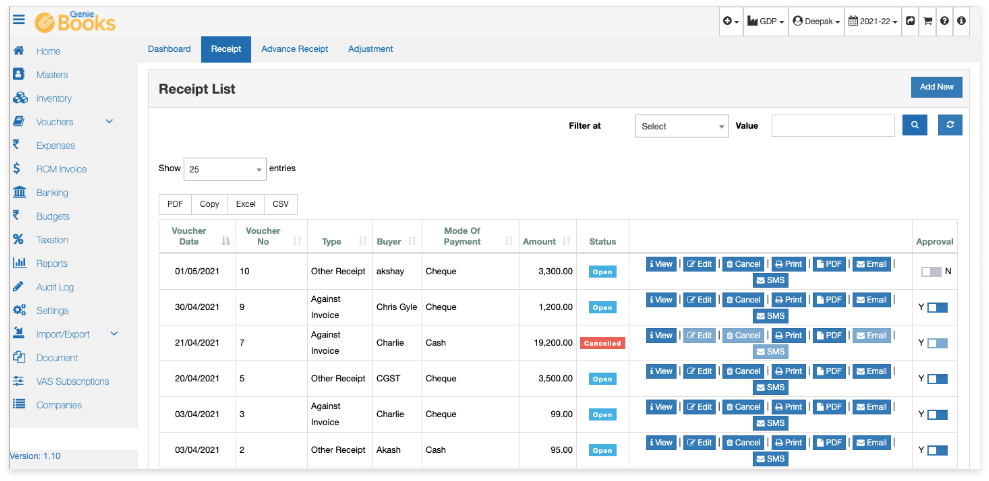 Genie
Books
GDP
Deepak
2021-22
Home
Masters
Inventory
Vouchers
Expenses
RCM Invoice
Banking
Budgets
Taxation
Reports
Audit Log
Settings
Import/Export
Document
VAS Subscriptions
Companies
Version: 1.10
Dashboard Receipt Advance Receipt Adjustment
Receipt List Add New
Filter at Select Value
Show 25 entries
PDF Copy Excel CSV
Voucher Date Voucher No Type Buyer Mode Of Payment Amount Status Approval
01/05/2021 10 Other Receipt akshay Cheque 3,300.00 Open View | Edit | Cancel | Print | PDF | Email | N
SMS
30/04/2021 9 Against Invoice Chris Gyle Cheque 1,200.00 Open View | Edit | Cancel | Print | PDF | Email | Y
SMS
21/04/2021 7 Against Invoice Charlie Cash 19,200.00 Cancelled View | Edit | Cancel | Print | PDF | Email | Y
SMS
20/04/2021 5 Other Receipt CGST Cheque 3,500.00 Open View | Edit | Cancel | Print | PDF | Email | Y
SMS
03/04/2021 3 Against Invoice Charlie Cheque 99.00 Open View | Edit | Cancel | Print | PDF | Email | Y
SMS
03/04/2021 2 Other Receipt Akash Cash 95.00 Open View | Edit | Cancel | Print | PDF | Email | Y
SMS